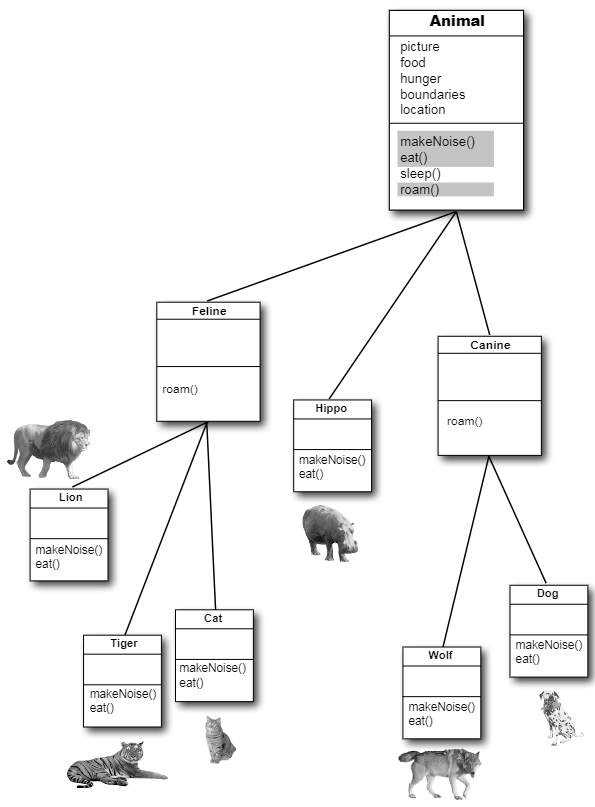 Animal
picture
food
hunger
boundaries
location
makeNoise()
eat()
sleep()
roam()
Feline
roam()
Canine
roam()
Hippo
makeNoise()
eat()
Lion
makeNoise()
eat()
Tiger
makeNoise()
eat()
Cat
makeNoise()
eat()
Wolf
makeNoise()
eat()
Dog
makeNoise()
eat()